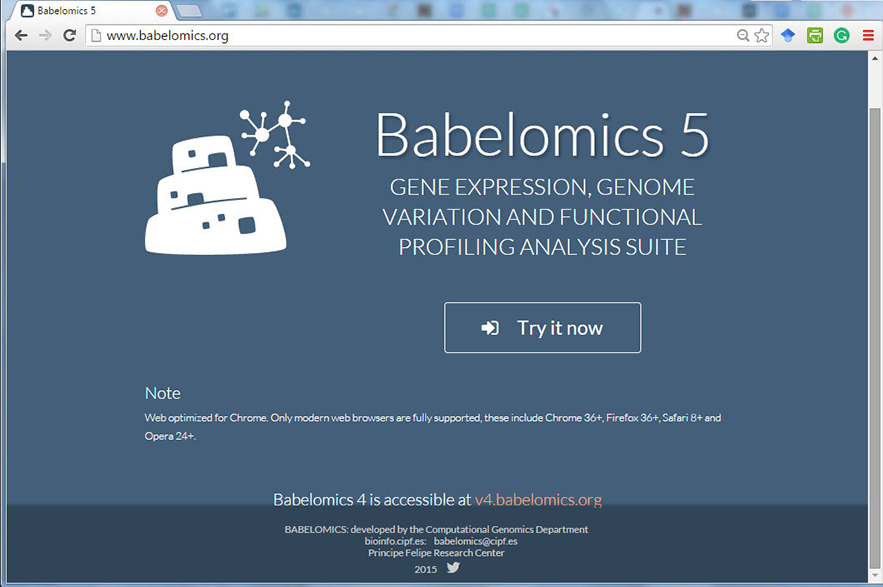 Babelomics 5
www.babelomics.org
Babelomics 5
GENE EXPRESSION, GENOME
VARIATION AND FUNCTIONAL
PROFILING ANALYSIS SUITE
Try it now
Note
Web optimized for Chrome. Only modern web browsers are fully supported, these include Chrome 36+, Firefox 36+, Safari 8+ and
Opera 24+.
Babelomics 4 is accessible at v4.babelomics.org
BABELOMICS: developed by the Computational Genomics Department
bioinfo.cipf.es: babelomics@cipf.es
Principe Felipe Research Center
2015